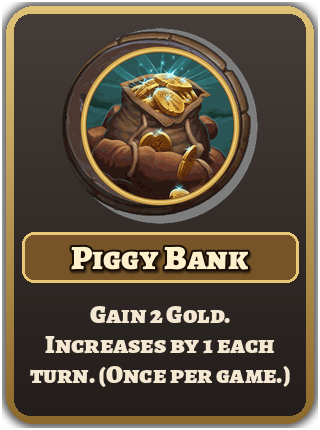 Piggy Bank
Gain 2 Gold.
Increases by 1 each
turn. (Once per game.)